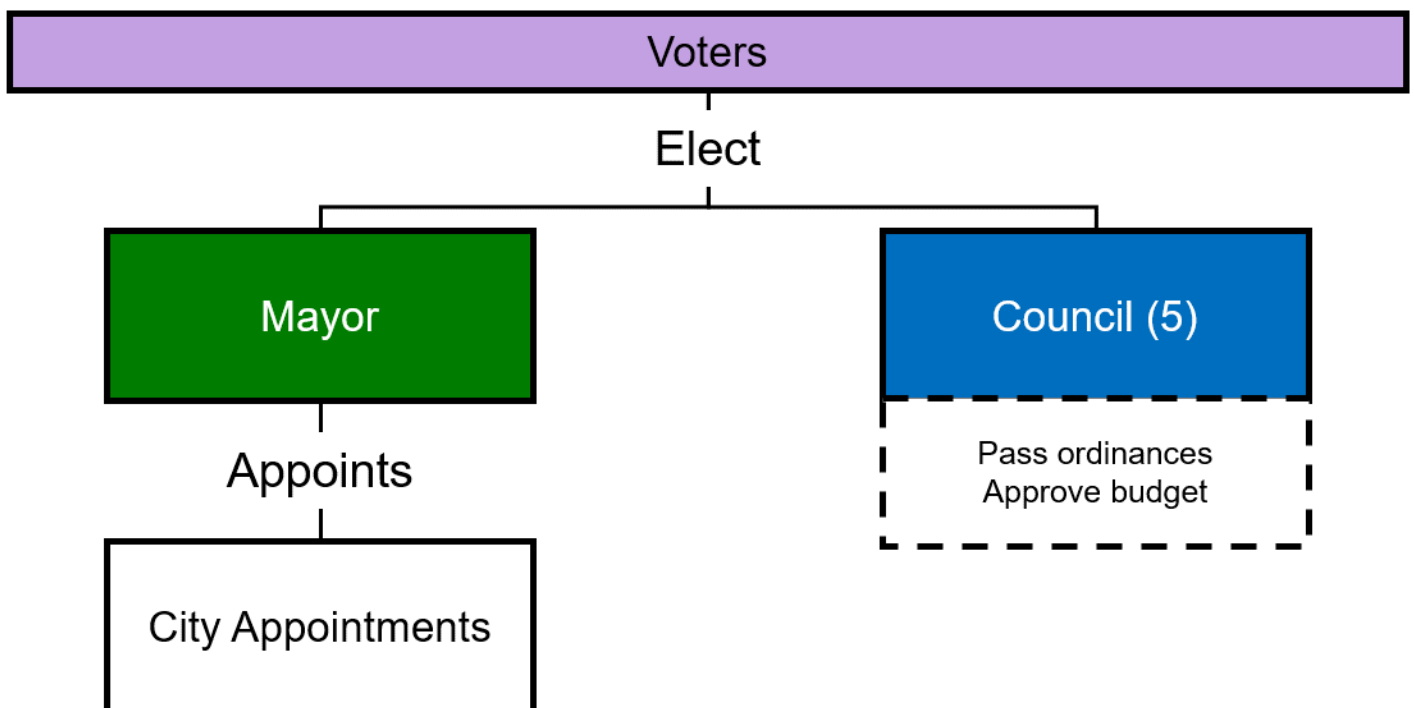 Voters
Elect
Mayor
Council (5)
Appoints
Pass ordinances
Approve budget
City Appointments